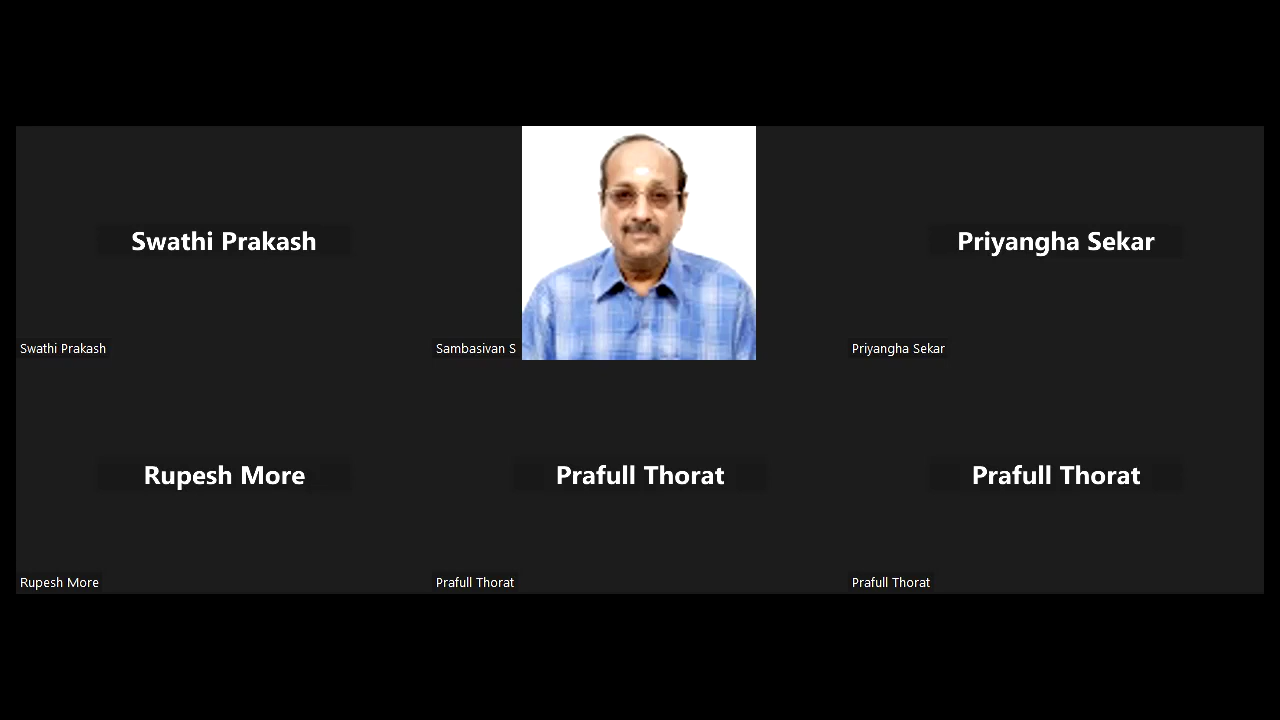 Swathi Prakash
Swathi Prakash
Sambasivan S
Priyangha Sekar
Priyangha Sekar
Rupesh More
Rupesh More
Prafull Thorat
Prafull Thorat
Prafull Thorat
Prafull Thorat